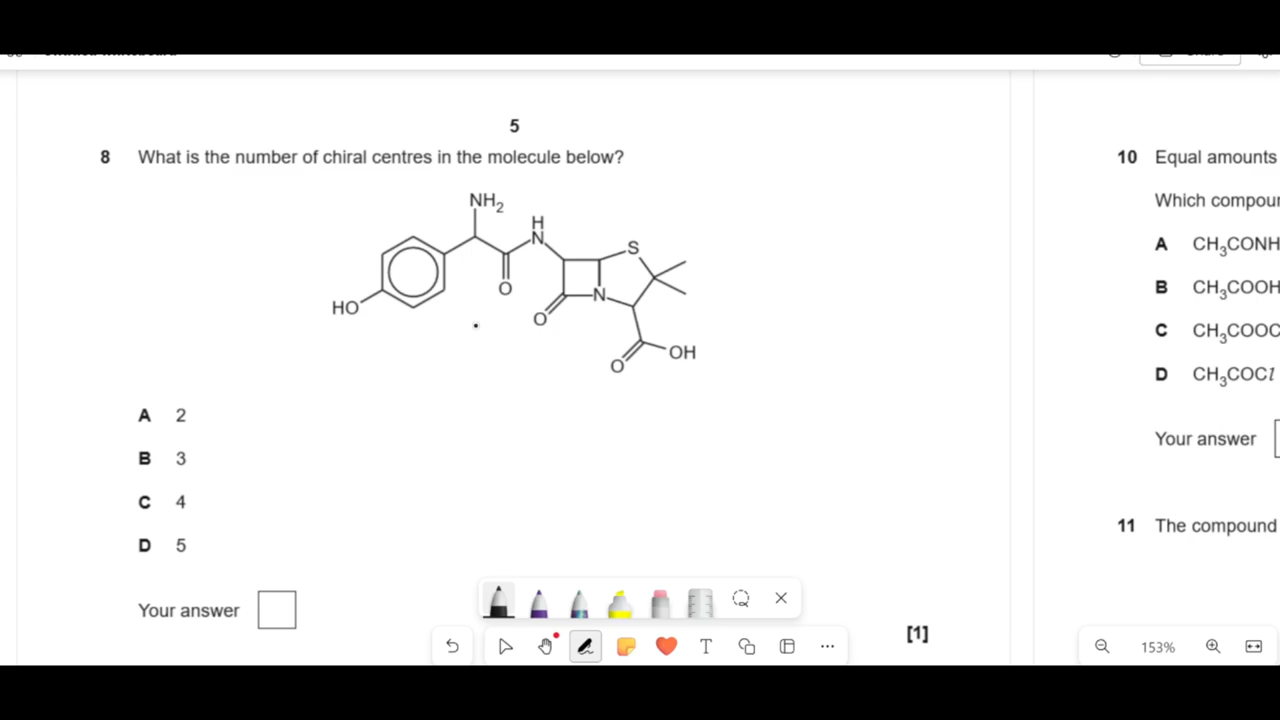 5
8 What is the number of chiral centres in the molecule below?
NH2
H
N
S
O
N
HO
O
OH
O
A 2
B 3
C 4
D 5
Your answer
[1]
10 Equal amounts
Which compou
A CH3CONH
B CH3COOH
C CH3COOC
D CH3COCl
Your answer
11 The compound
T
153%